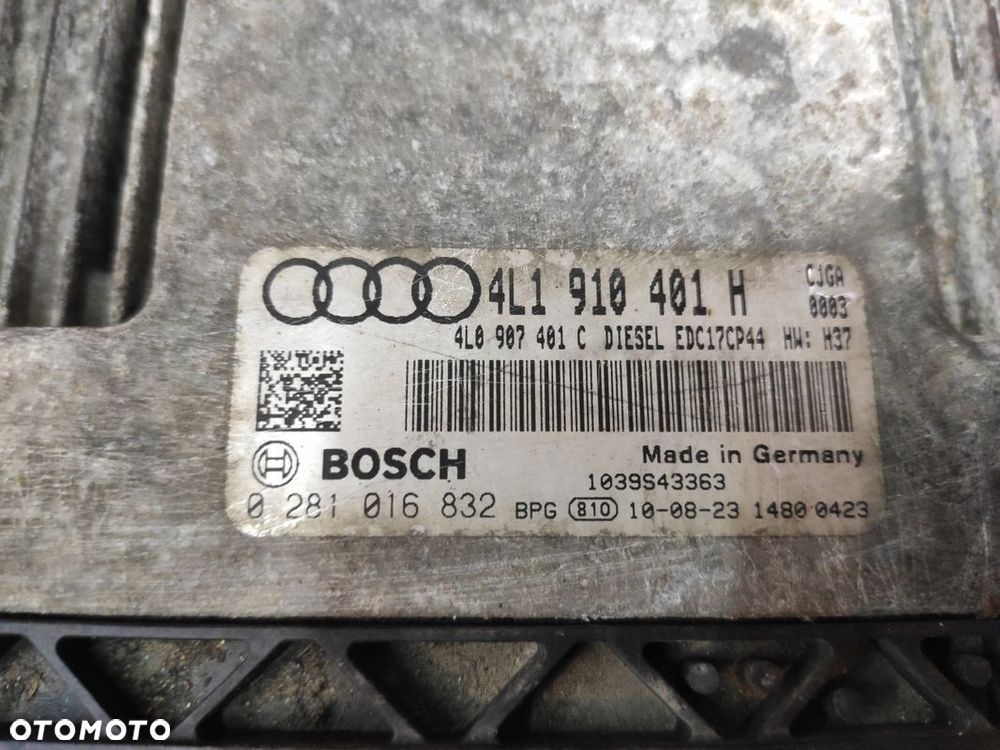 4L1 910 401 H CJGA
0003
4L0 907 401 C DIESEL EDC17CP44 HW: H37
BOSCH Made in Germany
1039S43363
0 281 016 832 BPG 810 10-08-23 1480 0423
OTOMOTO